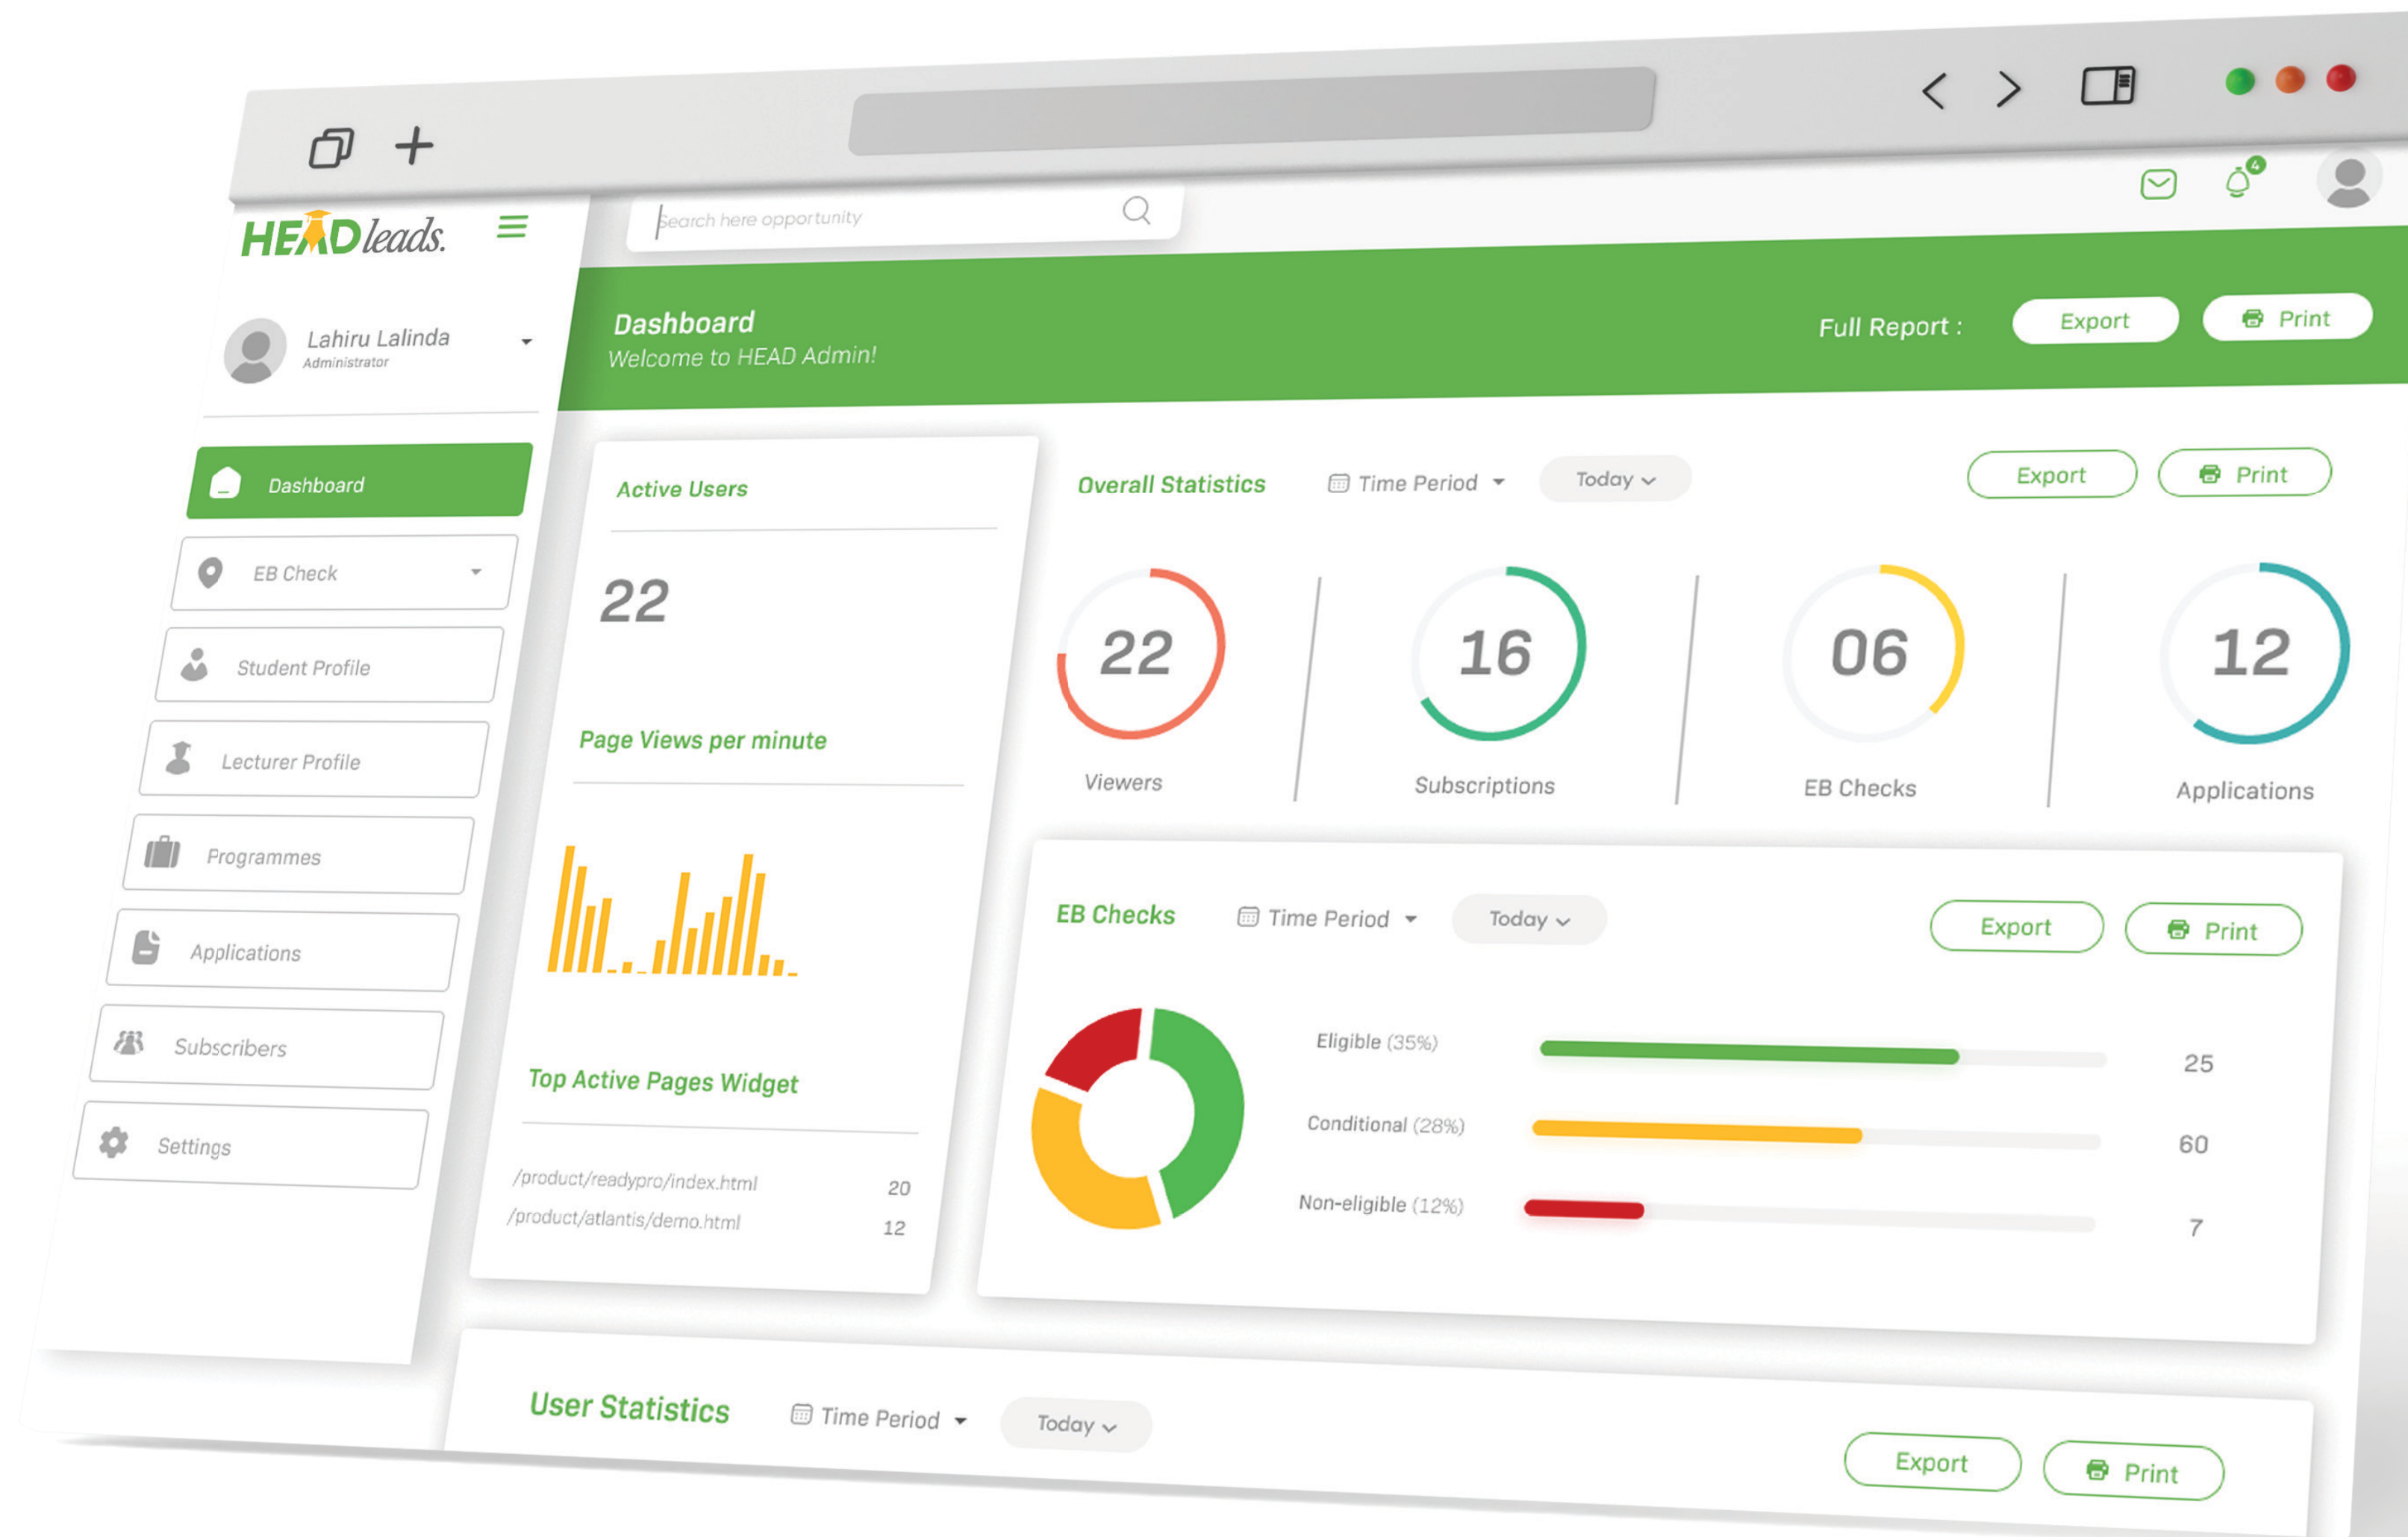 HEAD leads.
Search here opportunity
4
Lahiru Lalinda
Administrator
Dashboard
EB Check
Student Profile
Lecturer Profile
Programmes
Applications
Subscribers
Settings
Dashboard
Welcome to HEAD Admin!
Full Report :
Export
Print
Active Users
22
Page Views per minute
Top Active Pages Widget
/product/readypro/index.html 20
/product/atlantis/demo.html 12
Overall Statistics
Time Period
Today
Export
Print
22
Viewers
16
Subscriptions
06
EB Checks
12
Applications
EB Checks
Time Period
Today
Export
Print
Eligible (35%) 25
Conditional (28%) 60
Non-eligible (12%) 7
User Statistics
Time Period
Today
Export
Print